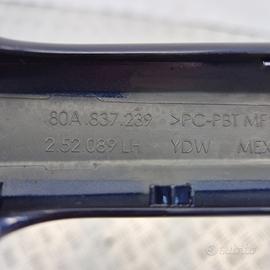 80A.837.239 >PC-PBT MF
2.52 089 LH YDW MEX
subito